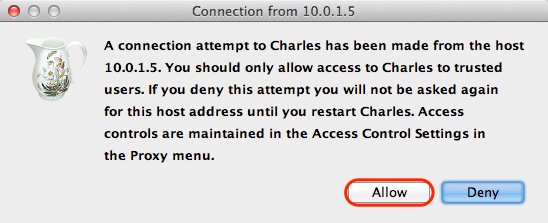 Connection from 10.0.1.5
A connection attempt to Charles has been made from the host
10.0.1.5. You should only allow access to Charles to trusted
users. If you deny this attempt you will not be asked again
for this host address until you restart Charles. Access
controls are maintained in the Access Control Settings in
the Proxy menu.
Allow
Deny